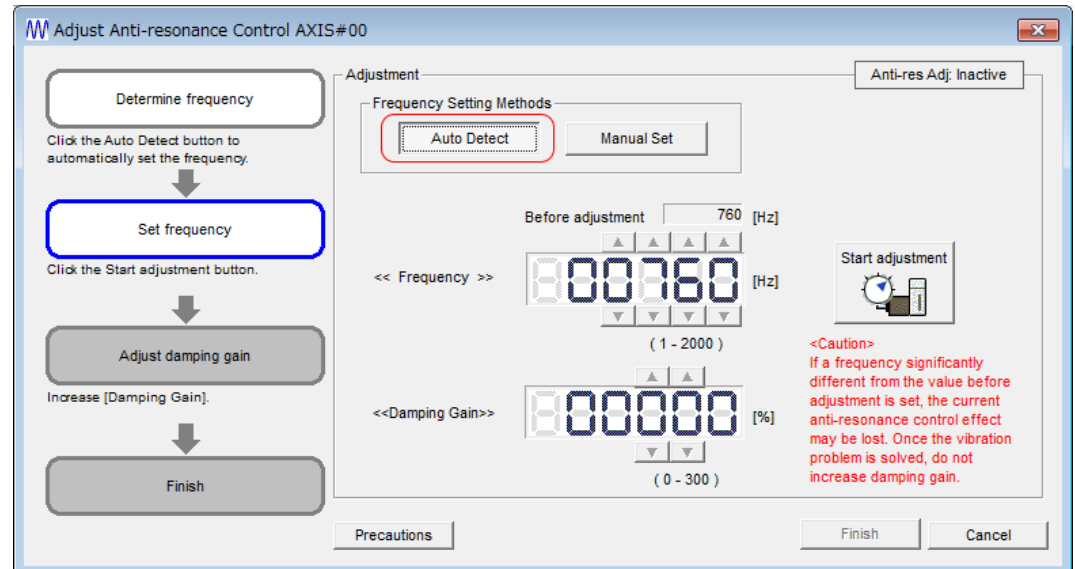 Adjust Anti-resonance Control AXIS#00
Determine frequency
Click the Auto Detect button to
automatically set the frequency.
Set frequency
Click the Start adjustment button.
Adjust damping gain
Increase [Damping Gain].
Finish
Adjustment
Anti-res Adj: Inactive
Frequency Setting Methods
Auto Detect
Manual Set
Before adjustment 760 [Hz]
<< Frequency >> 00760 [Hz]
( 1 - 2000 )
<<Damping Gain>> 00000 [%]
( 0 - 300 )
Start adjustment
<Caution>
If a frequency significantly
different from the value before
adjustment is set, the current
anti-resonance control effect
may be lost. Once the vibration
problem is solved, do not
increase damping gain.
Precautions
Finish
Cancel